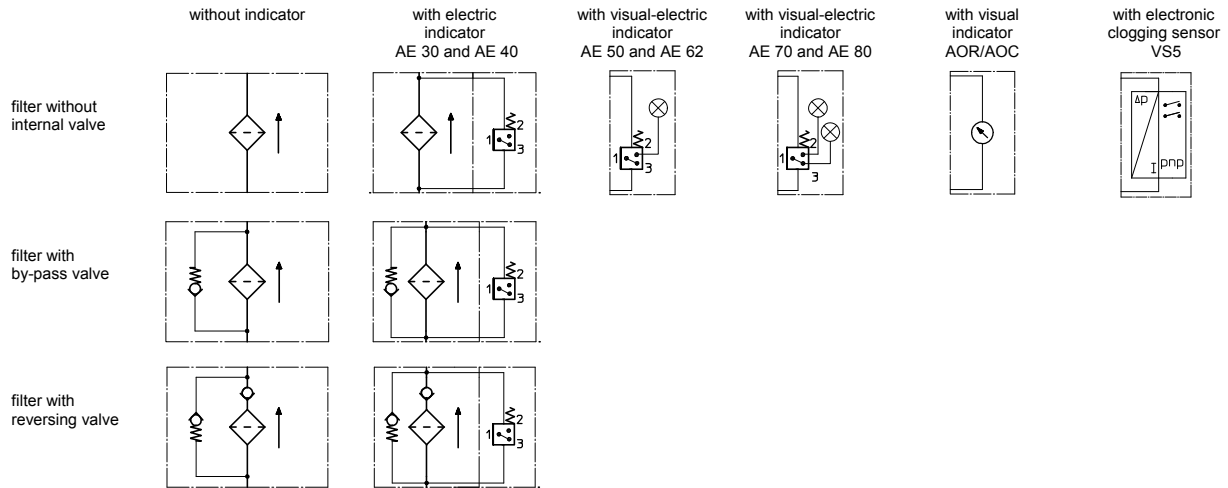 without indicator
with electric
indicator
AE 30 and AE 40
with visual-electric
indicator
AE 50 and AE 62
with visual-electric
indicator
AE 70 and AE 80
with visual
indicator
AOR/AOC
with electronic
clogging sensor
VS5
filter without
internal valve
1 2 3
1 2 3
1 2 3
Δp
I pnp
filter with
by-pass valve
1 2 3
filter with
reversing valve
1 2 3